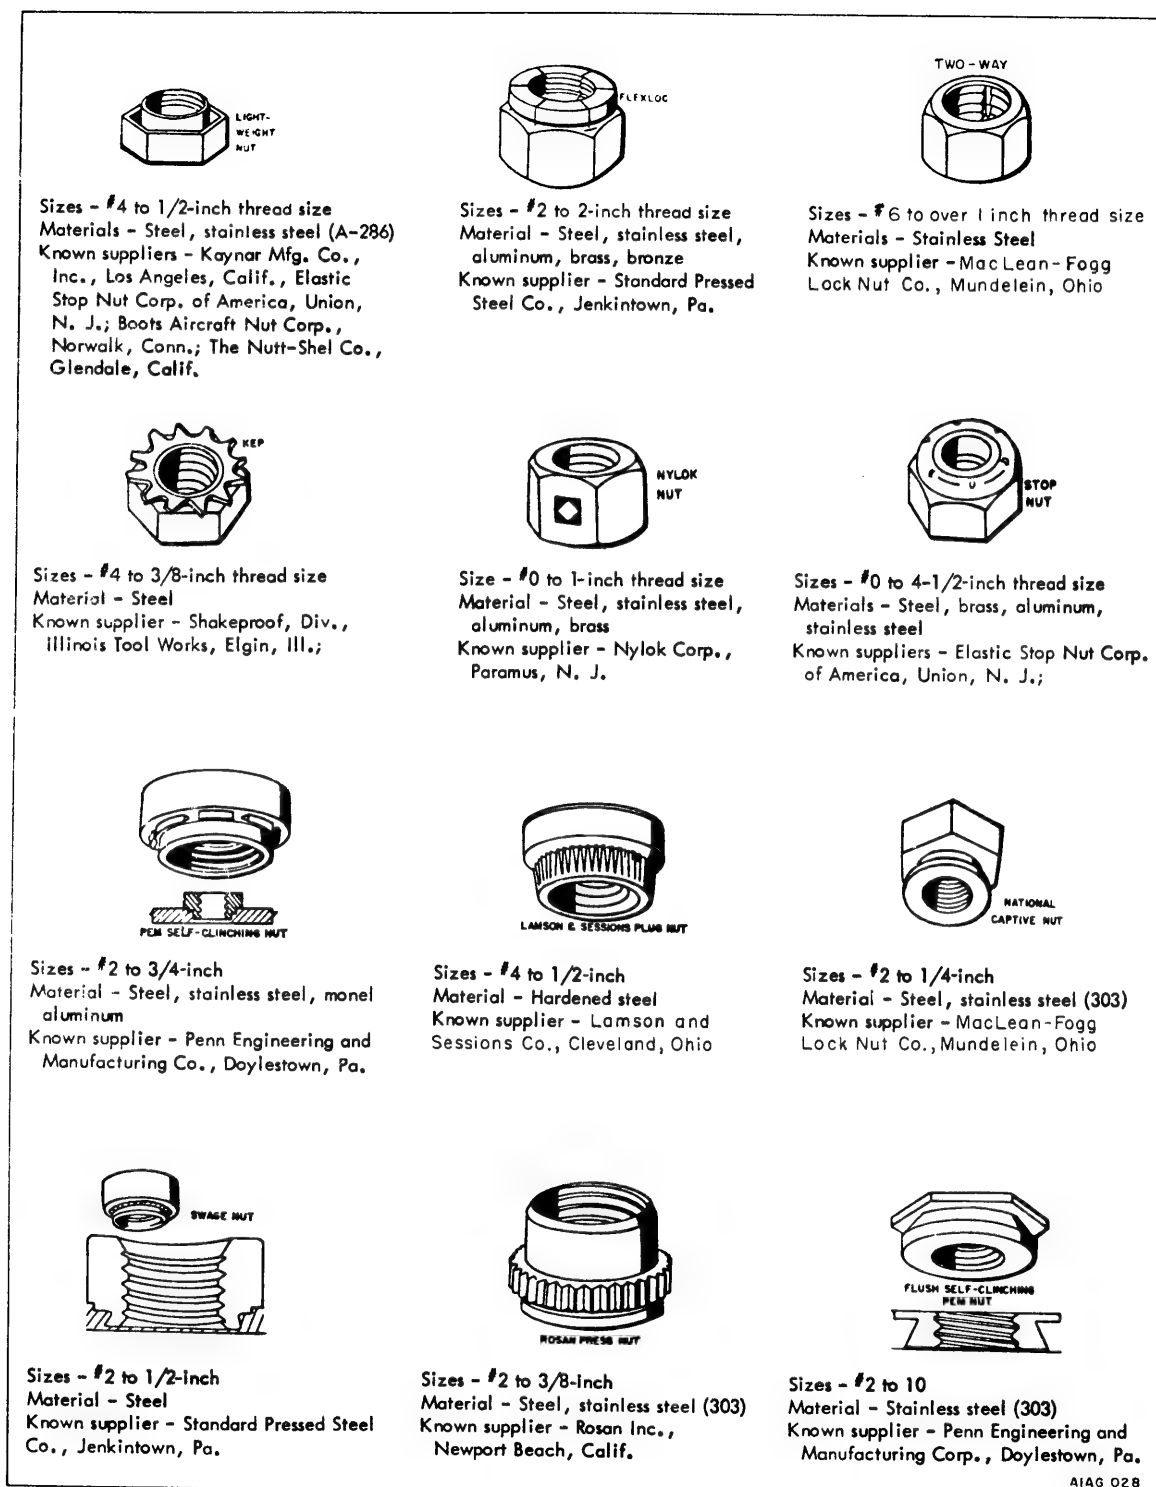 LIGHT-
WEIGHT
NUT
Sizes - #4 to 1/2-inch thread size
Materials - Steel, stainless steel (A-286)
Known suppliers - Kaynar Mfg. Co.,
Inc., Los Angeles, Calif., Elastic
Stop Nut Corp. of America, Union,
N. J.; Boots Aircraft Nut Corp.,
Norwalk, Conn.; The Nutt-Shel Co.,
Glendale, Calif.
FLEXLOC
Sizes - #2 to 2-inch thread size
Material - Steel, stainless steel,
aluminum, brass, bronze
Known supplier - Standard Pressed
Steel Co., Jenkintown, Pa.
TWO-WAY
Sizes - #6 to over 1 inch thread size
Materials - Stainless Steel
Known supplier - Mac Lean-Fogg
Lock Nut Co., Mundelein, Ohio
KEP
Sizes - #4 to 3/8-inch thread size
Material - Steel
Known supplier - Shakeproof, Div.,
Illinois Tool Works, Elgin, Ill.;
NYLOK
NUT
Size - #0 to 1-inch thread size
Material - Steel, stainless steel,
aluminum, brass
Known supplier - Nylok Corp.,
Paramus, N. J.
STOP
NUT
Sizes - #0 to 4-1/2-inch thread size
Materials - Steel, brass, aluminum,
stainless steel
Known suppliers - Elastic Stop Nut Corp.
of America, Union, N. J.;
PEM SELF-CLINCHING NUT
Sizes - #2 to 3/4-inch
Material - Steel, stainless steel, monel
aluminum
Known supplier - Penn Engineering and
Manufacturing Co., Doylestown, Pa.
LAMSON & SESSIONS PLUG NUT
Sizes - #4 to 1/2-inch
Material - Hardened steel
Known supplier - Lamson and
Sessions Co., Cleveland, Ohio
NATIONAL
CAPTIVE NUT
Sizes - #2 to 1/4-inch
Material - Steel, stainless steel (303)
Known supplier - MacLean-Fogg
Lock Nut Co., Mundelein, Ohio
SWAGE NUT
Sizes - #2 to 1/2-inch
Material - Steel
Known supplier - Standard Pressed Steel
Co., Jenkintown, Pa.
ROSAN PRESS NUT
Sizes - #2 to 3/8-inch
Material - Steel, stainless steel (303)
Known supplier - Rosan Inc.,
Newport Beach, Calif.
FLUSH SELF-CLINCHING
PEM NUT
Sizes - #2 to 10
Material - Stainless steel (303)
Known supplier - Penn Engineering and
Manufacturing Corp., Doylestown, Pa.
AIAG 028